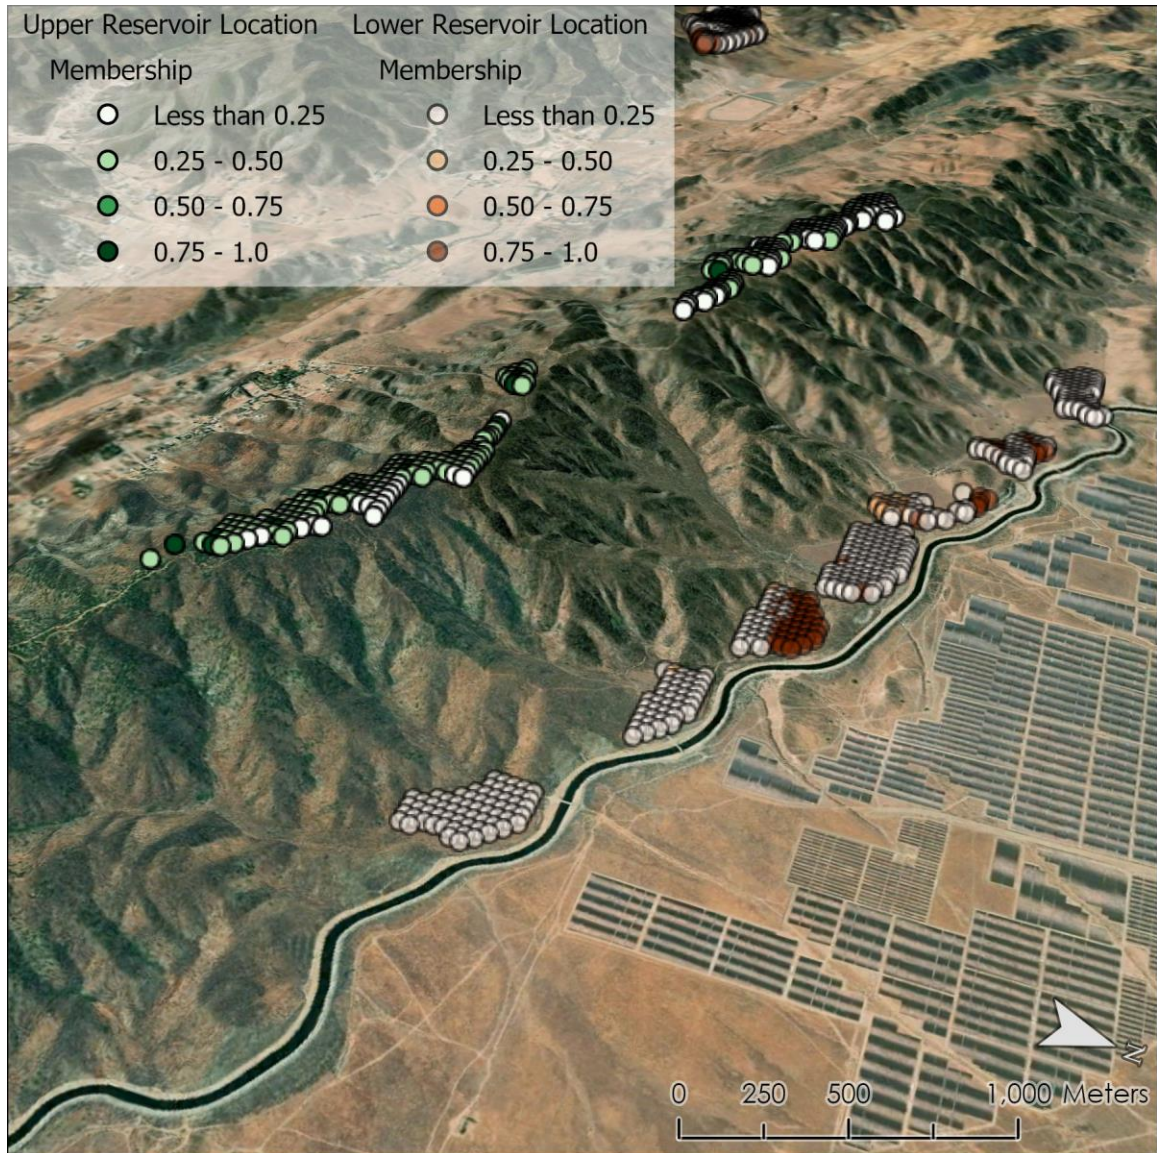 Upper Reservoir Location Lower Reservoir Location
Membership Membership
Less than 0.25 Less than 0.25
0.25 - 0.50 0.25 - 0.50
0.50 - 0.75 0.50 - 0.75
0.75 - 1.0 0.75 - 1.0
N
0 250 500 1,000 Meters